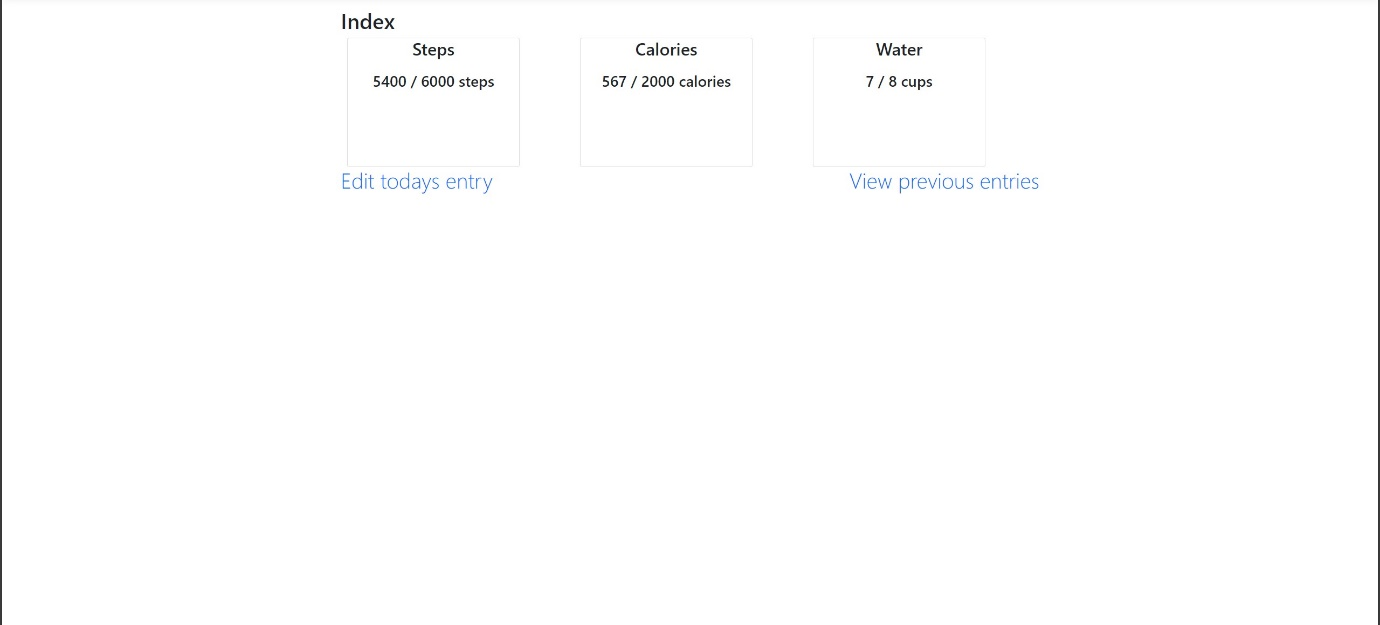 Index
Steps Calories Water
5400 / 6000 steps 567 / 2000 calories 7 / 8 cups
Edit todays entry View previous entries